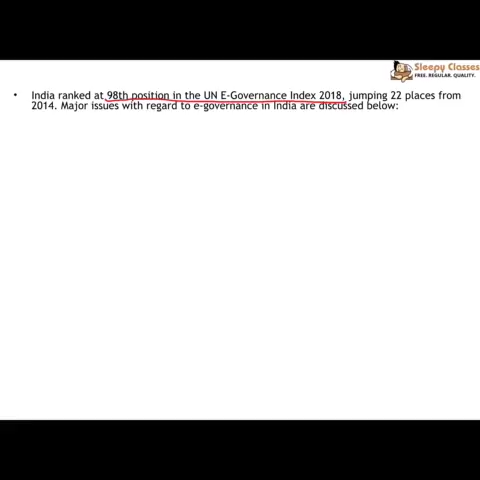 Sleepy Classes
FREE. REGULAR. QUALITY.
• India ranked at 98th position in the UN E-Governance Index 2018, jumping 22 places from
2014. Major issues with regard to e-governance in India are discussed below: